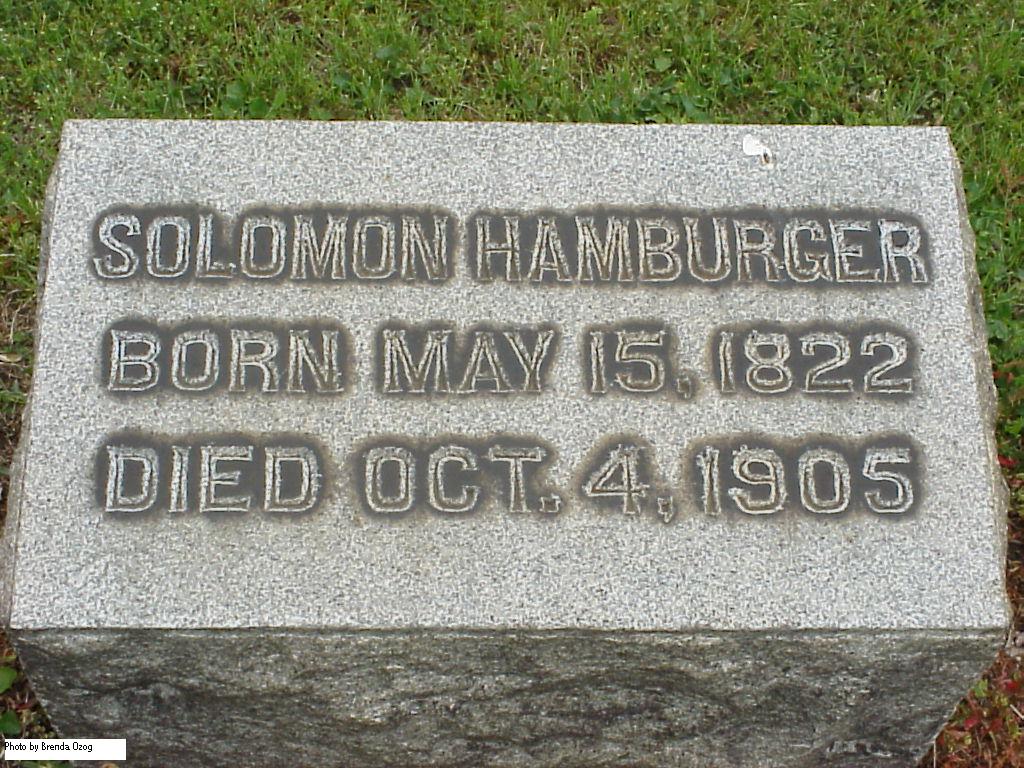 SOLOMON HAMBURGER
BORN MAY 15, 1822
DIED OCT. 4, 1905
Photo by Brenda Ozog